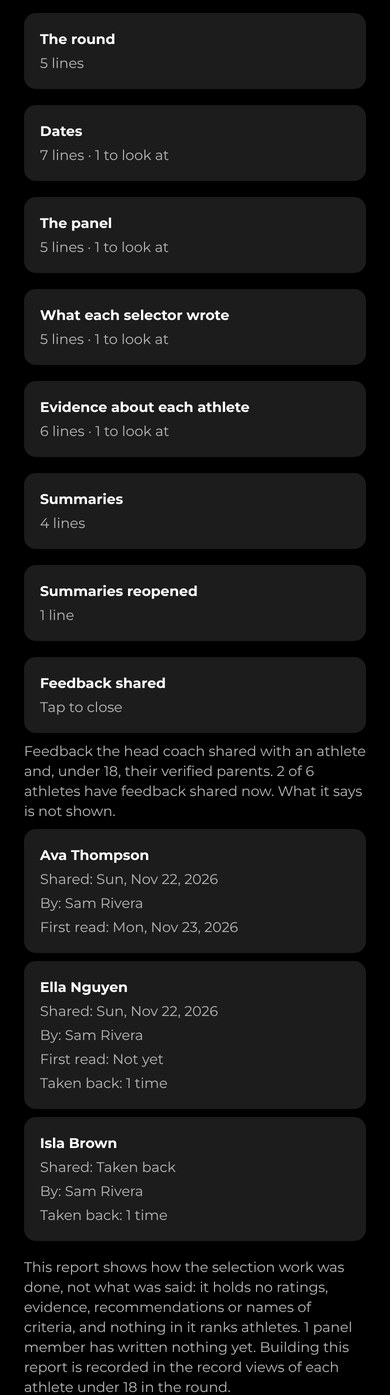 The round
5 lines
Dates
7 lines · 1 to look at
The panel
5 lines · 1 to look at
What each selector wrote
5 lines · 1 to look at
Evidence about each athlete
6 lines · 1 to look at
Summaries
4 lines
Summaries reopened
1 line
Feedback shared
Tap to close
Feedback the head coach shared with an athlete
and, under 18, their verified parents. 2 of 6
athletes have feedback shared now. What it says
is not shown.
Ava Thompson
Shared: Sun, Nov 22, 2026
By: Sam Rivera
First read: Mon, Nov 23, 2026
Ella Nguyen
Shared: Sun, Nov 22, 2026
By: Sam Rivera
First read: Not yet
Taken back: 1 time
Isla Brown
Shared: Taken back
By: Sam Rivera
Taken back: 1 time
This report shows how the selection work was
done, not what was said: it holds no ratings,
evidence, recommendations or names of
criteria, and nothing in it ranks athletes. 1 panel
member has written nothing yet. Building this
report is recorded in the record views of each
athlete under 18 in the round.